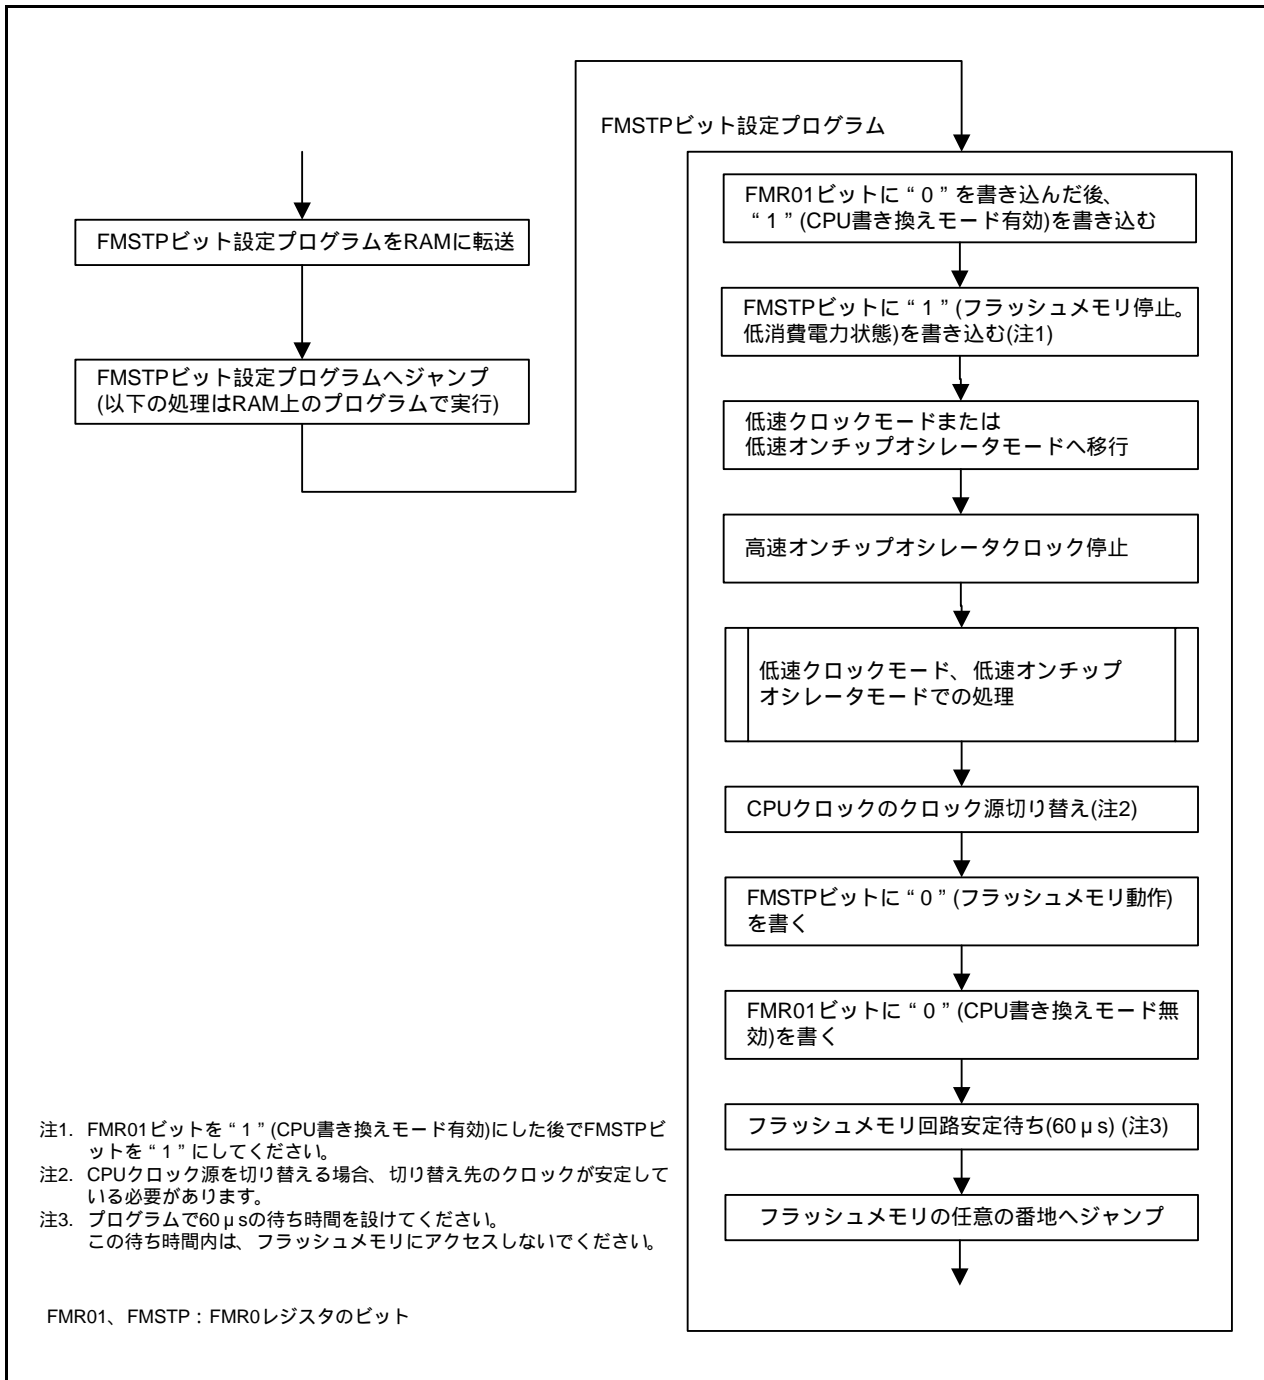 FMSTPビット設定プログラムをRAMに転送
FMSTPビット設定プログラムへジャンプ
(以下の処理はRAM上のプログラムで実行)
FMSTPビット設定プログラム
FMR01ビットに“0”を書き込んだ後、
“1”(CPU書き換えモード有効)を書き込む
FMSTPビットに“1”(フラッシュメモリ停止。
低消費電力状態)を書き込む(注1)
低速クロックモードまたは
低速オンチップオシレータモードへ移行
高速オンチップオシレータクロック停止
低速クロックモード、低速オンチップ
オシレータモードでの処理
CPUクロックのクロック源切り替え(注2)
FMSTPビットに“0”(フラッシュメモリ動作)
を書く
FMR01ビットに“0”(CPU書き換えモード無
効)を書く
フラッシュメモリ回路安定待ち(60μs) (注3)
フラッシュメモリの任意の番地へジャンプ
注1. FMR01ビットを“1”(CPU書き換えモード有効)にした後でFMSTPビ
ットを“1”にしてください。
注2. CPUクロック源を切り替える場合、切り替え先のクロックが安定して
いる必要があります。
注3. プログラムで60μsの待ち時間を設けてください。
この待ち時間内は、フラッシュメモリにアクセスしないでください。
FMR01、FMSTP:FMR0レジスタのビット